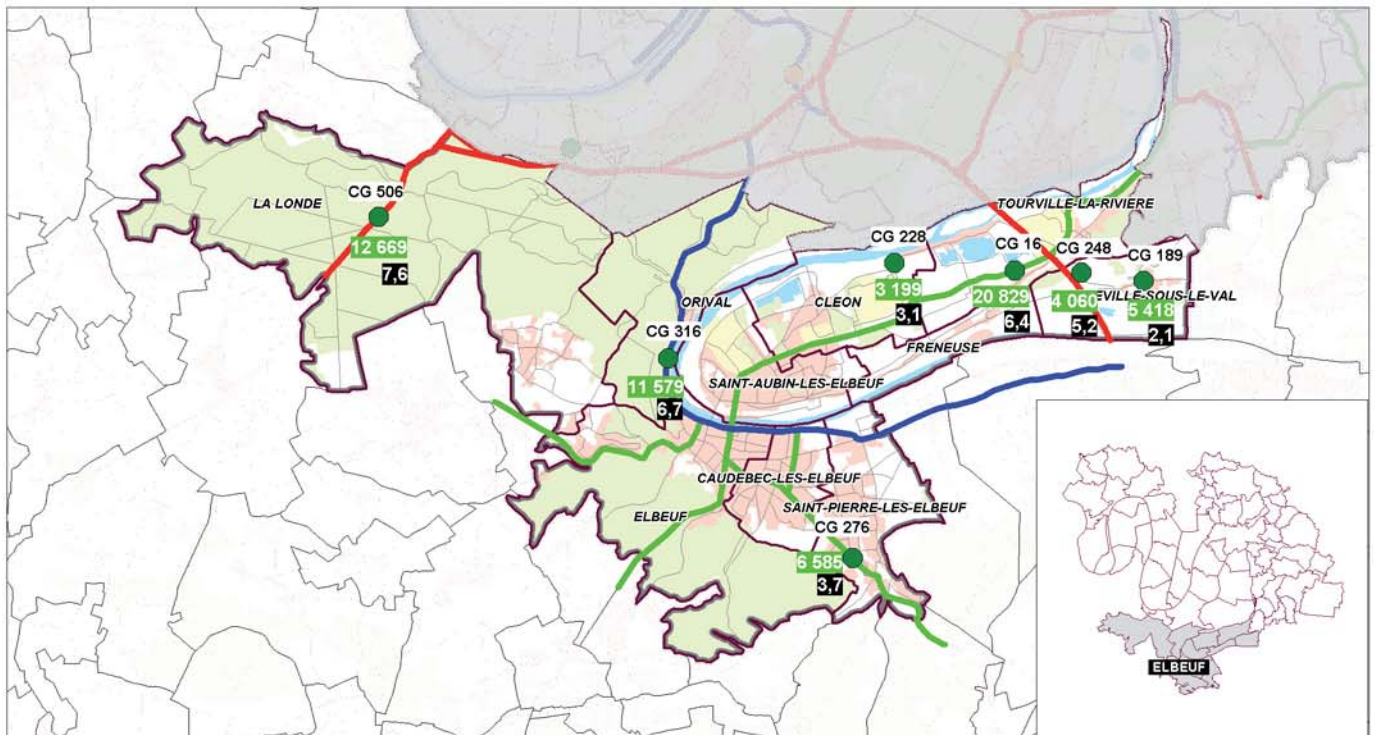 CG 506
LA LONDE
12 669
7,6
TOURVILLE-LA-RIVIERE
CG 228
CG 16
CG 248
CG 189
3 199
3,1
20 829
6,4
4 060
5,2
EVILLE-SOUS-LE-VAL
5 418
2,1
ORIVAL
CLEON
CG 316
11 579
6,7
FRENEUSE
SAINT-AUBIN-LES-ELBEUF
CAUDEBEC-LES-ELBEUF
ELBEUF
SAINT-PIERRE-LES-ELBEUF
CG 276
6 585
3,7
ELBEUF